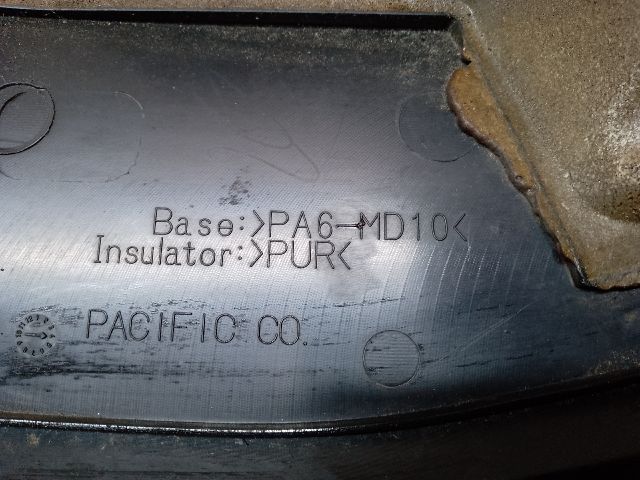 Base:>PA6-MD10<
Insulator:>PUR<
PACIFIC CO.